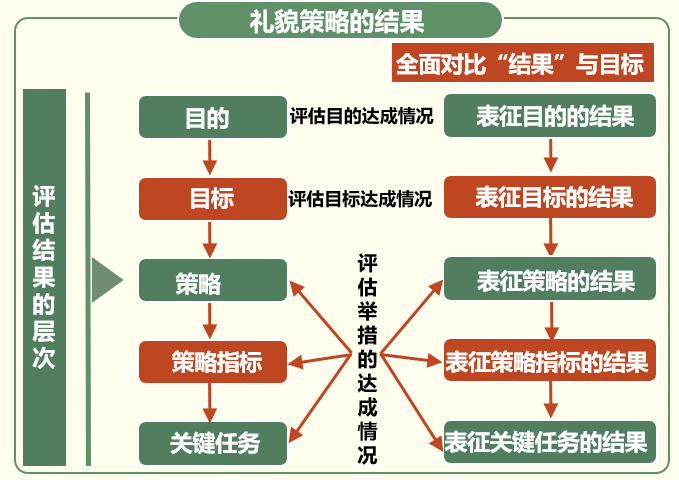 礼貌策略的结果
全面对比“结果”与目标
评估结果的层次
目的
评估目的达成情况
表征目的的结果
目标
评估目标达成情况
表征目标的结果
策略
评估举措的达成情况
表征策略的结果
策略指标
表征策略指标的结果
关键任务
表征关键任务的结果